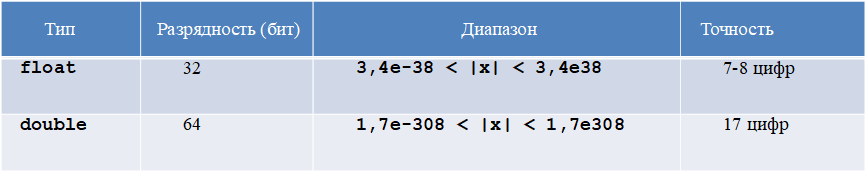 Тип Разрядность (бит) Диапазон Точность
float 32 3,4e-38 < |x| < 3,4e38 7-8 цифр
double 64 1,7e-308 < |x| < 1,7e308 17 цифр